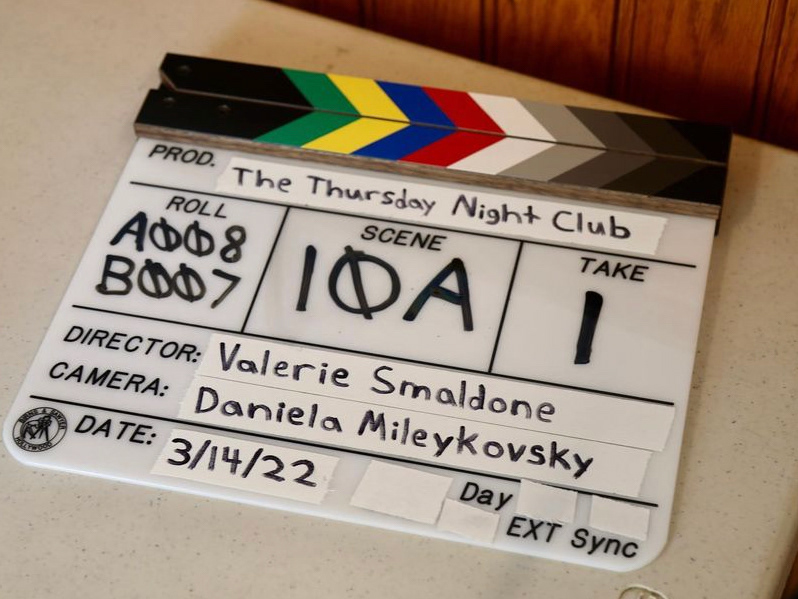 PROD. The Thursday Night Club
ROLL
A008
B007
SCENE
10A
TAKE
1
DIRECTOR: Valerie Smaldone
CAMERA: Daniela Mileykovsky
DATE: 3/14/22
Day
EXT Sync